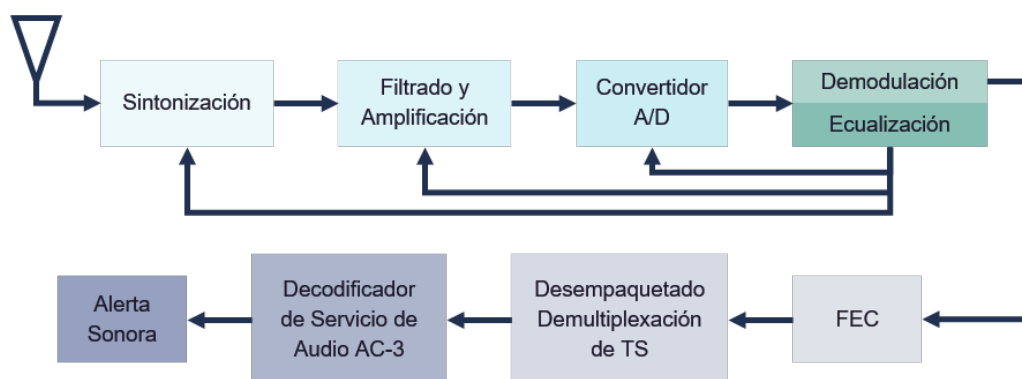 Sintonización
Filtrado y
Amplificación
Convertidor
A/D
Demodulación
Ecualización
Alerta
Sonora
Decodificador
de Servicio de
Audio AC-3
Desempaquetado
Demultiplexación
de TS
FEC